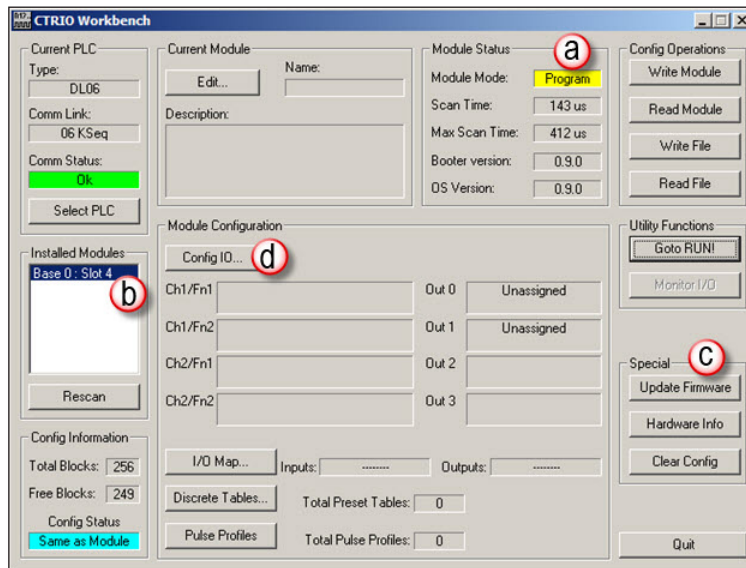 CTRIO Workbench
Current PLC
Type:
DL06
Comm Link:
06 KSeq
Comm Status:
Ok
Select PLC
Installed Modules
Base 0 : Slot 4
b
Rescan
Config Information
Total Blocks: 256
Free Blocks: 249
Config Status
Same as Module
Current Module
Edit...
Name:
Description:
Module Status
a
Module Mode: Program
Scan Time: 143 us
Max Scan Time: 412 us
Booter version: 0.9.0
OS Version: 0.9.0
Module Configuration
Config IO...
d
Ch1/Fn1
Out 0 Unassigned
Ch1/Fn2
Out 1 Unassigned
Ch2/Fn1
Out 2
Ch2/Fn2
Out 3
I/O Map...
Inputs: --------
Outputs: --------
Discrete Tables...
Total Preset Tables: 0
Pulse Profiles
Total Pulse Profiles: 0
Config Operations
Write Module
Read Module
Write File
Read File
Utility Functions
Goto RUN!
Monitor I/O
Special
c
Update Firmware
Hardware Info
Clear Config
Quit